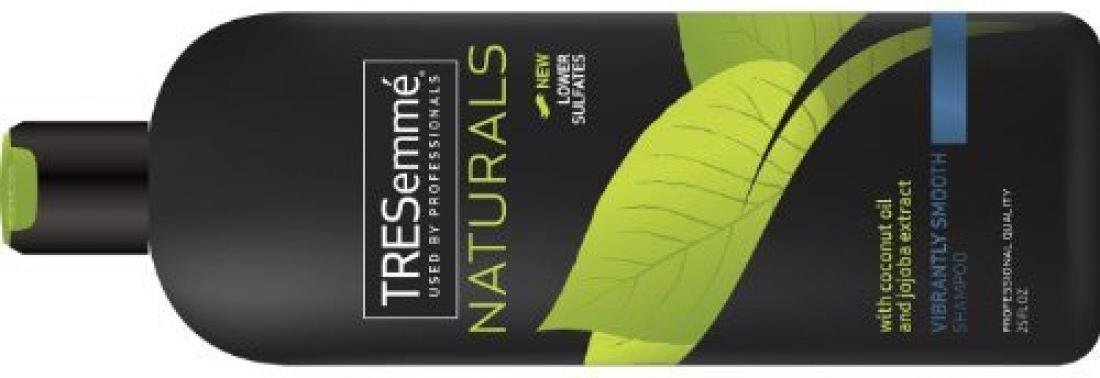 TRESemmé®
USED BY PROFESSIONALS
NATURALS
NEW
LOWER
SULFATES
with coconut oil
and jojoba extract
VIBRANTLY SMOOTH
SHAMPOO
PROFESSIONAL QUALITY
25 FL OZ